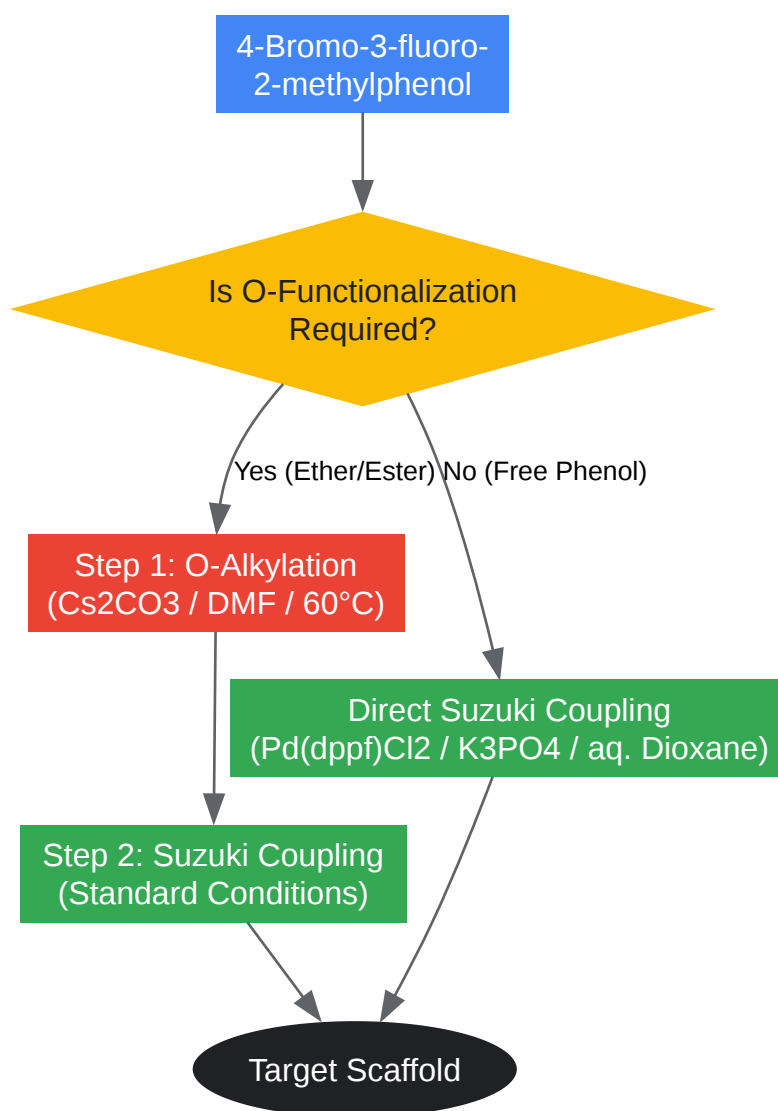 4-Bromo-3-fluoro-
2-methylphenol
Is O-Functionalization
Required?
Yes (Ether/Ester)
No (Free Phenol)
Step 1: O-Alkylation
(Cs2CO3 / DMF / 60°C)
Direct Suzuki Coupling
(Pd(dppf)Cl2 / K3PO4 / aq. Dioxane)
Step 2: Suzuki Coupling
(Standard Conditions)
Target Scaffold